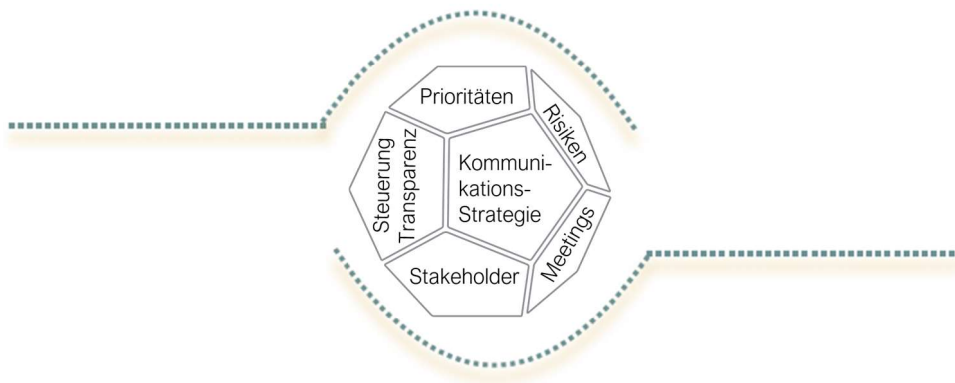 Prioritäten
Risiken
Steuerung
Transparenz
Kommuni-
kations-
Strategie
Meetings
Stakeholder